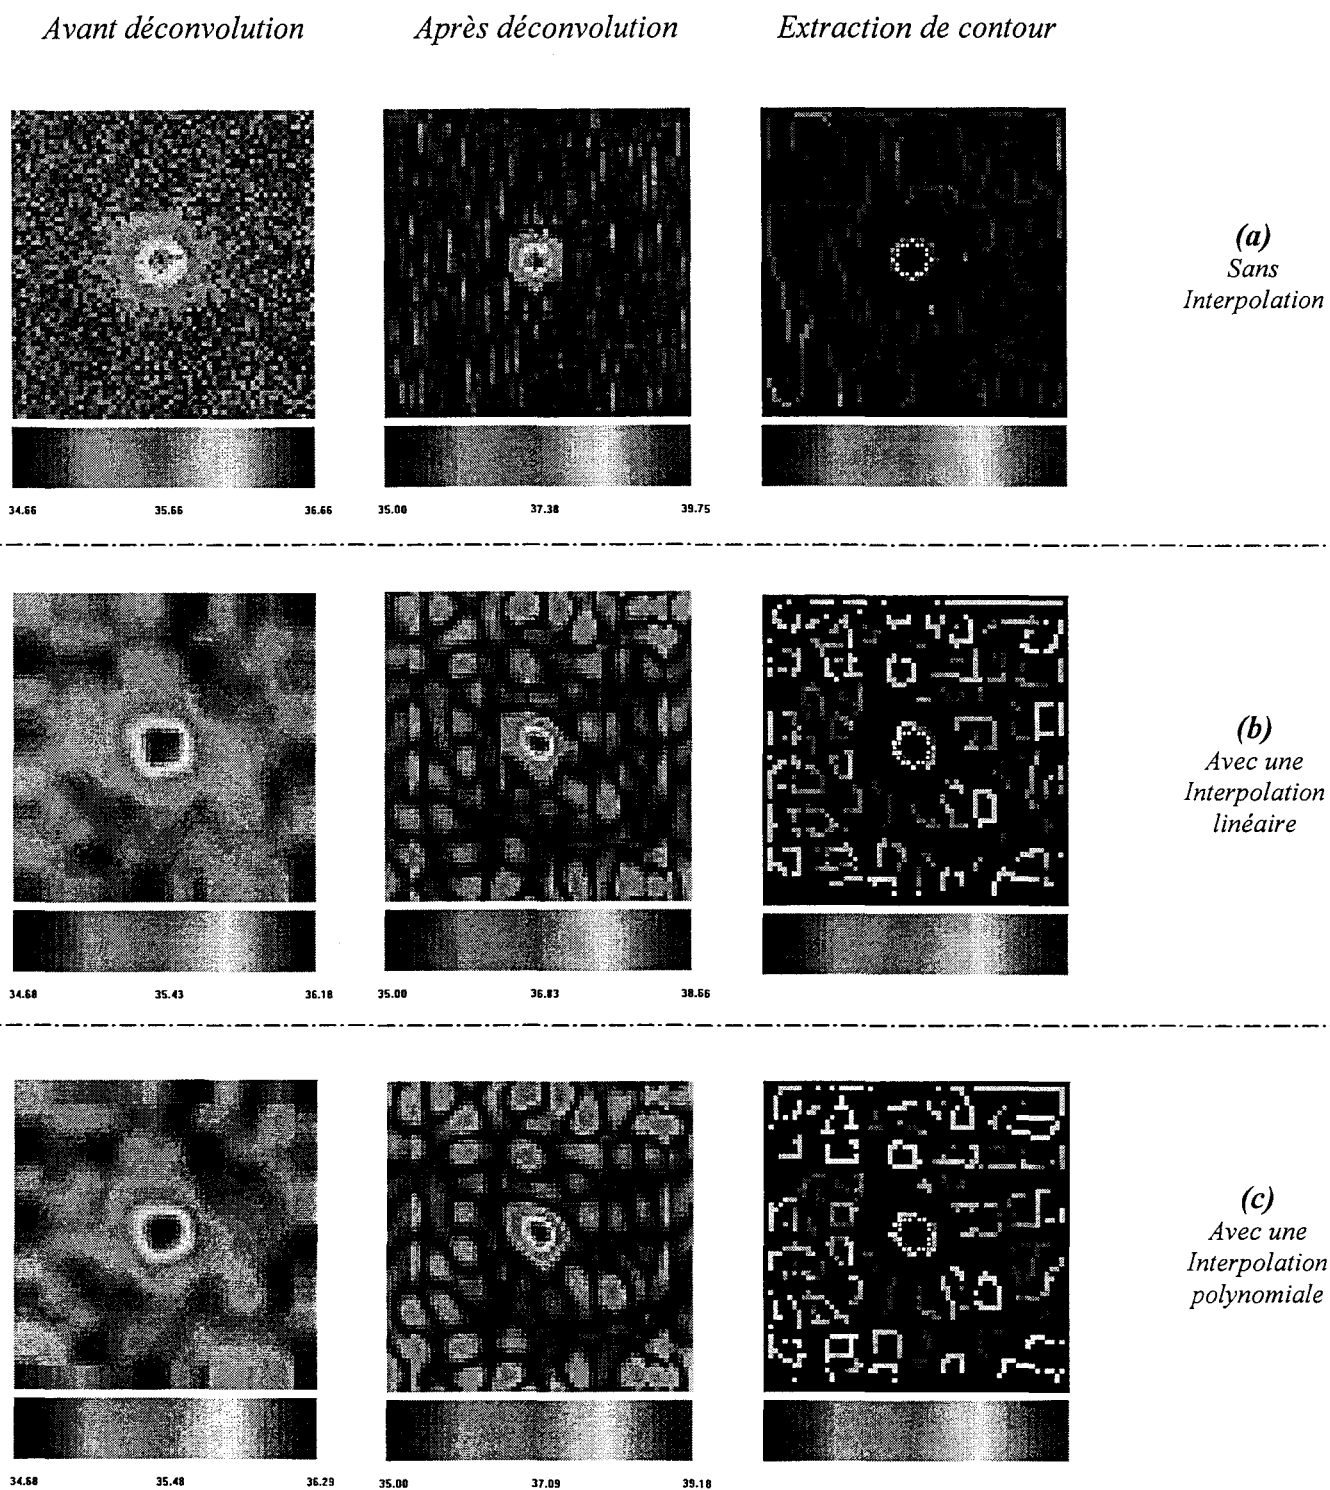 Avant déconvolution
Après déconvolution
Extraction de contour
(a)
Sans
Interpolation
34.66 35.66 36.66
35.00 37.38 39.75
(b)
Avec une
Interpolation
linéaire
34.68 35.43 36.18
35.00 36.83 38.66
(c)
Avec une
Interpolation
polynomiale
34.68 35.48 36.29
35.00 37.09 39.18